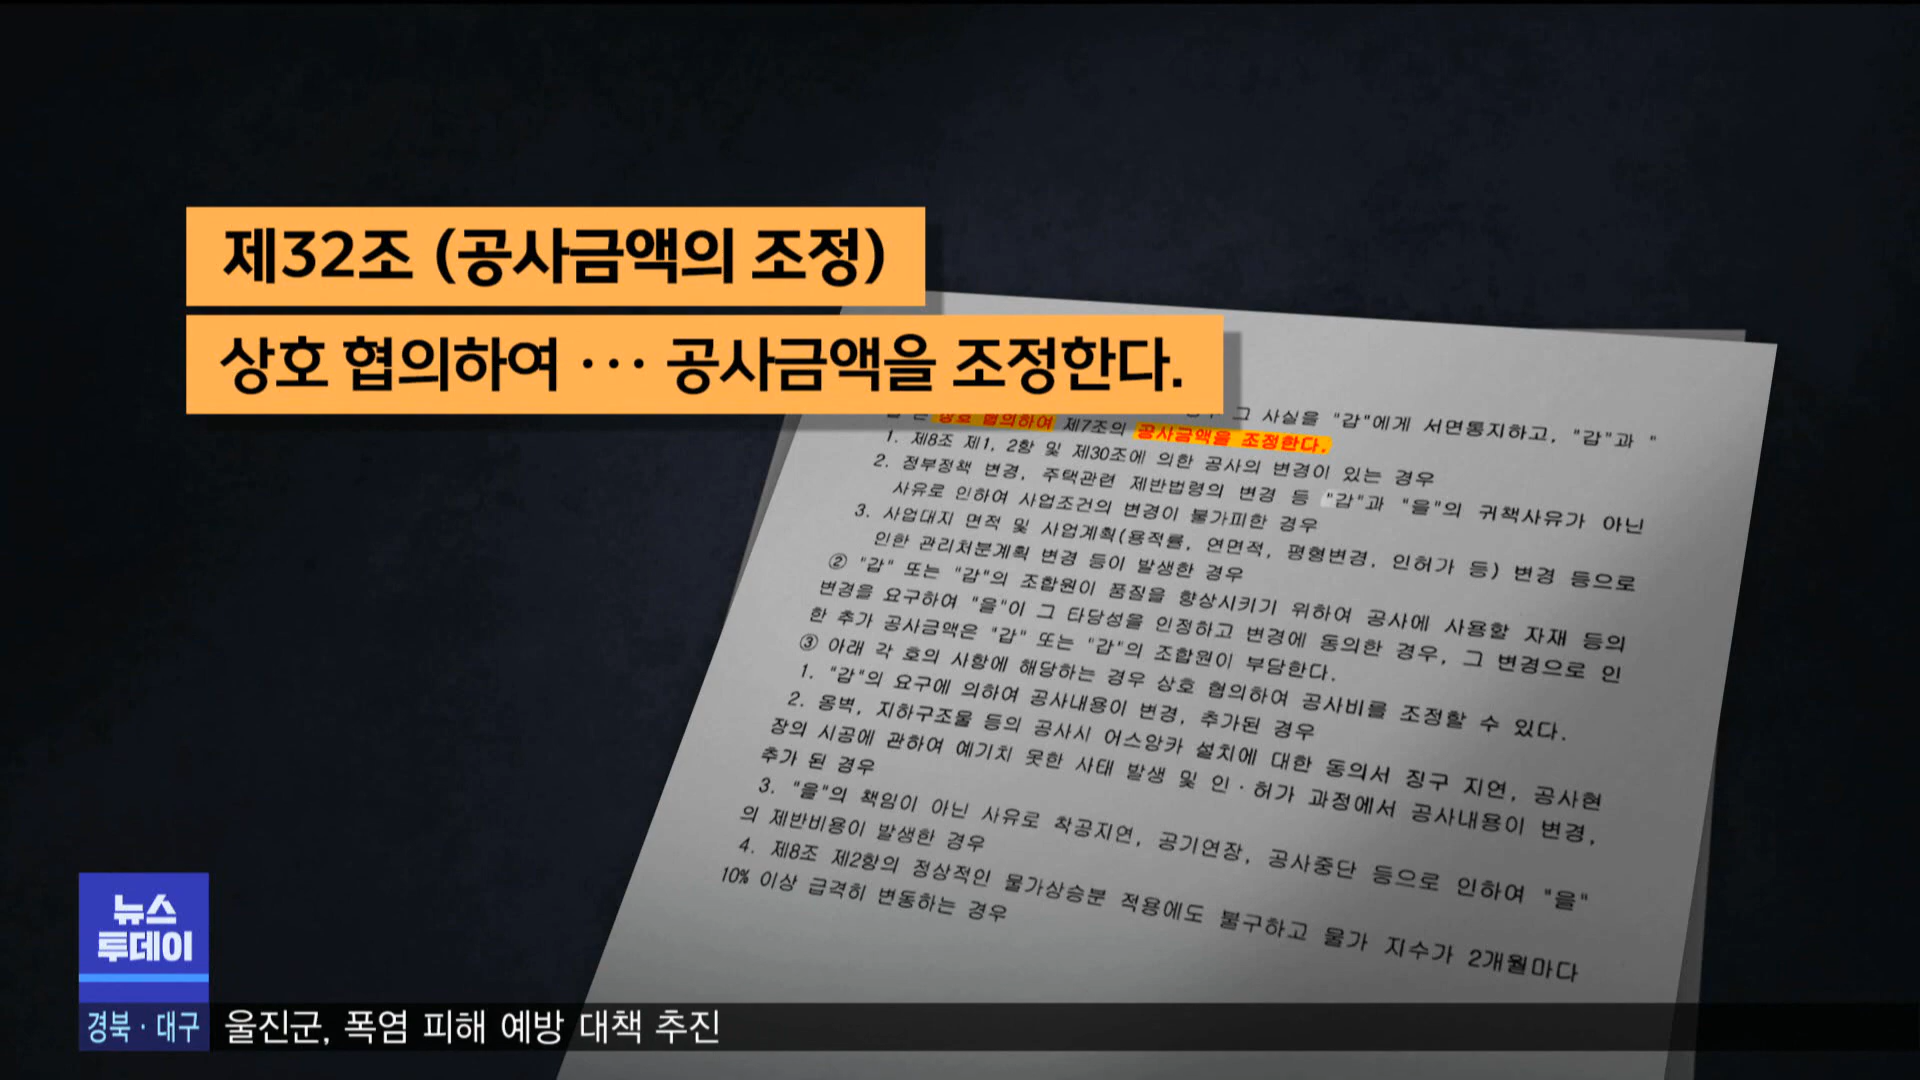 제32조 (공사금액의 조정)
상호 협의하여 ··· 공사금액을 조정한다.
그 사실을 "갑"에게 서면통지하고, "갑"과 "
상호 협의하여 제7조의 공사금액을 조정한다.
1. 제8조 제1, 2항 및 제30조에 의한 공사의 변경이 있는 경우
2. 정부정책 변경, 주택관련 제반법령의 변경 등 "갑"과 "을"의 귀책사유가 아닌
사유로 인하여 사업조건의 변경이 불가피한 경우
3. 사업대지 면적 및 사업계획(용적률, 연면적, 평형변경, 인허가 등) 변경 등으로
인한 관리처분계획 변경 등이 발생한 경우
② "갑" 또는 "갑"의 조합원이 품질을 향상시키기 위하여 공사에 사용할 자재 등의
변경을 요구하여 "을"이 그 타당성을 인정하고 변경에 동의한 경우, 그 변경으로 인
한 추가 공사금액은 "갑" 또는 "갑"의 조합원이 부담한다.
③ 아래 각 호의 사항에 해당하는 경우 상호 협의하여 공사비를 조정할 수 있다.
1. "갑"의 요구에 의하여 공사내용이 변경, 추가된 경우
2. 옹벽, 지하구조물 등의 공사시 어스앙카 설치에 대한 동의서 징구 지연, 공사현
장의 시공에 관하여 예기치 못한 사태 발생 및 인·허가 과정에서 공사내용이 변경,
추가 된 경우
3. "을"의 책임이 아닌 사유로 착공지연, 공기연장, 공사중단 등으로 인하여 "을"
의 제반비용이 발생한 경우
4. 제8조 제2항의 정상적인 물가상승분 적용에도 불구하고 물가 지수가 2개월마다
10% 이상 급격히 변동하는 경우
뉴스
투데이
경북·대구 울진군, 폭염 피해 예방 대책 추진